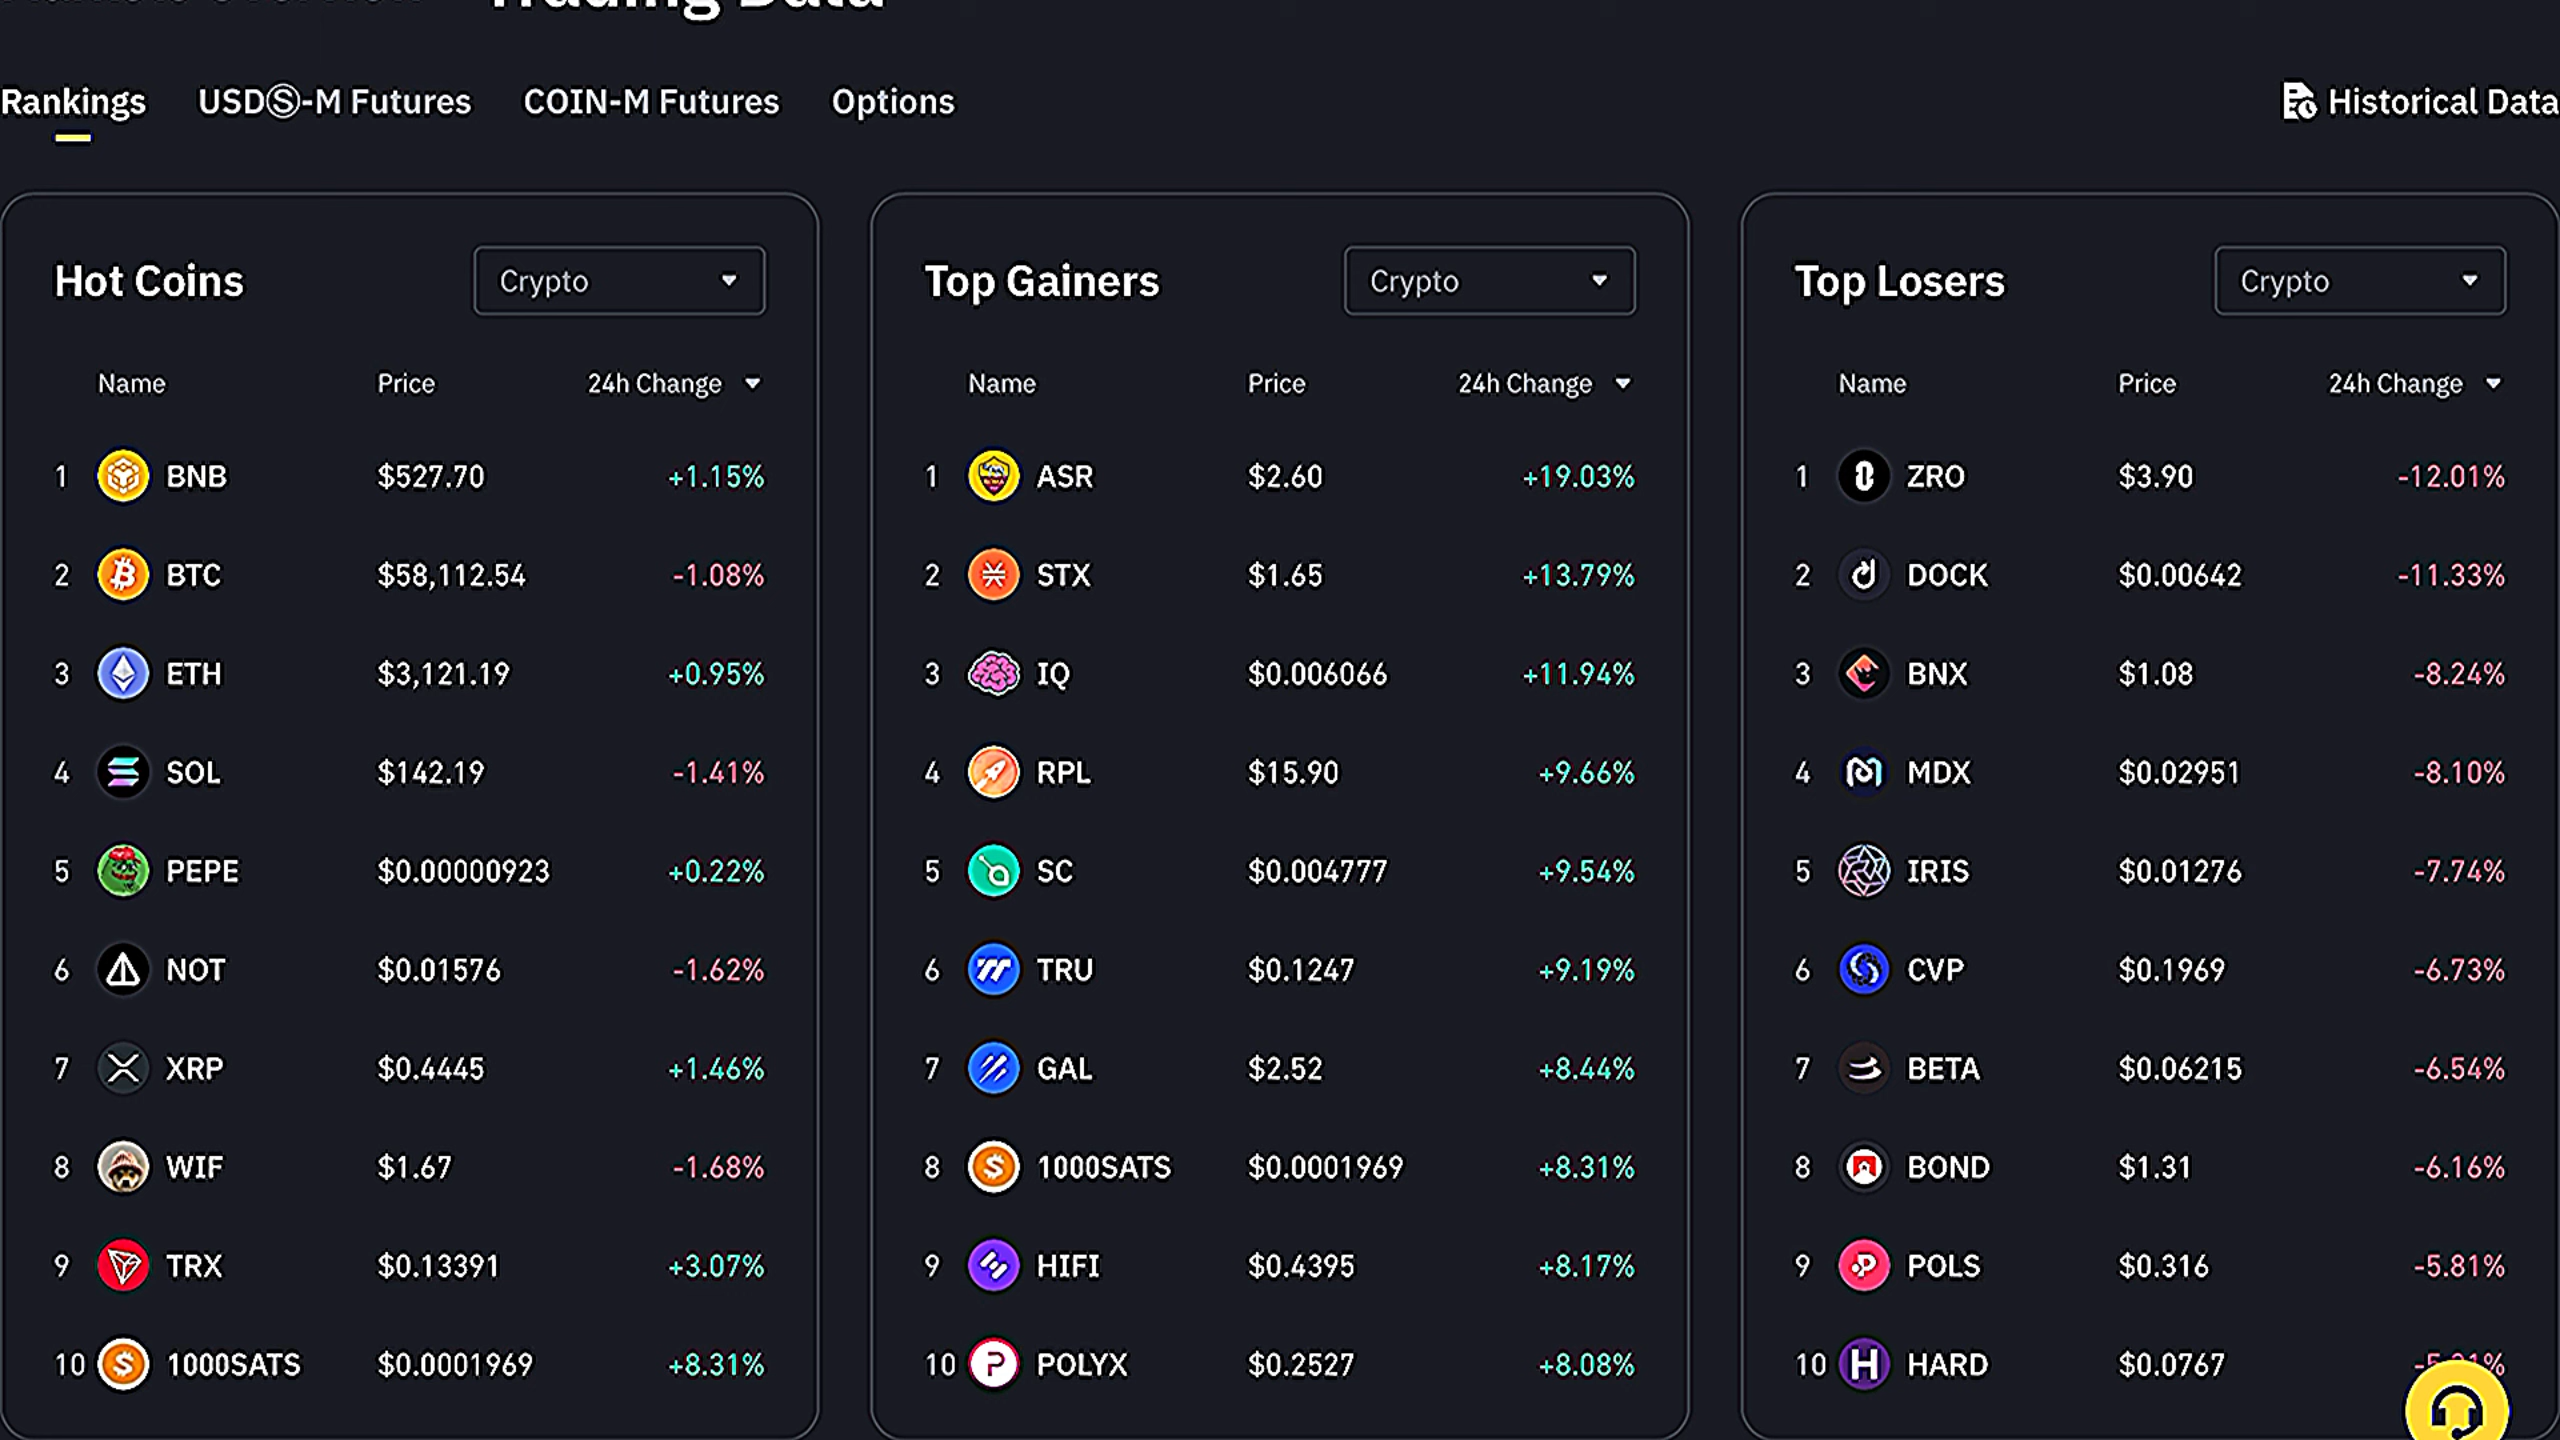 Trading Data
Rankings USDⓈ-M Futures COIN-M Futures Options Historical Data
Hot Coins Crypto
Name Price 24h Change
1 BNB $527.70 +1.15%
2 BTC $58,112.54 -1.08%
3 ETH $3,121.19 +0.95%
4 SOL $142.19 -1.41%
5 PEPE $0.00000923 +0.22%
6 NOT $0.01576 -1.62%
7 XRP $0.4445 +1.46%
8 WIF $1.67 -1.68%
9 TRX $0.13391 +3.07%
10 1000SATS $0.0001969 +8.31%
Top Gainers Crypto
Name Price 24h Change
1 ASR $2.60 +19.03%
2 STX $1.65 +13.79%
3 IQ $0.006066 +11.94%
4 RPL $15.90 +9.66%
5 SC $0.004777 +9.54%
6 TRU $0.1247 +9.19%
7 GAL $2.52 +8.44%
8 1000SATS $0.0001969 +8.31%
9 HIFI $0.4395 +8.17%
10 POLYX $0.2527 +8.08%
Top Losers Crypto
Name Price 24h Change
1 ZRO $3.90 -12.01%
2 DOCK $0.00642 -11.33%
3 BNX $1.08 -8.24%
4 MDX $0.02951 -8.10%
5 IRIS $0.01276 -7.74%
6 CVP $0.1969 -6.73%
7 BETA $0.06215 -6.54%
8 BOND $1.31 -6.16%
9 POLS $0.316 -5.81%
10 HARD $0.0767